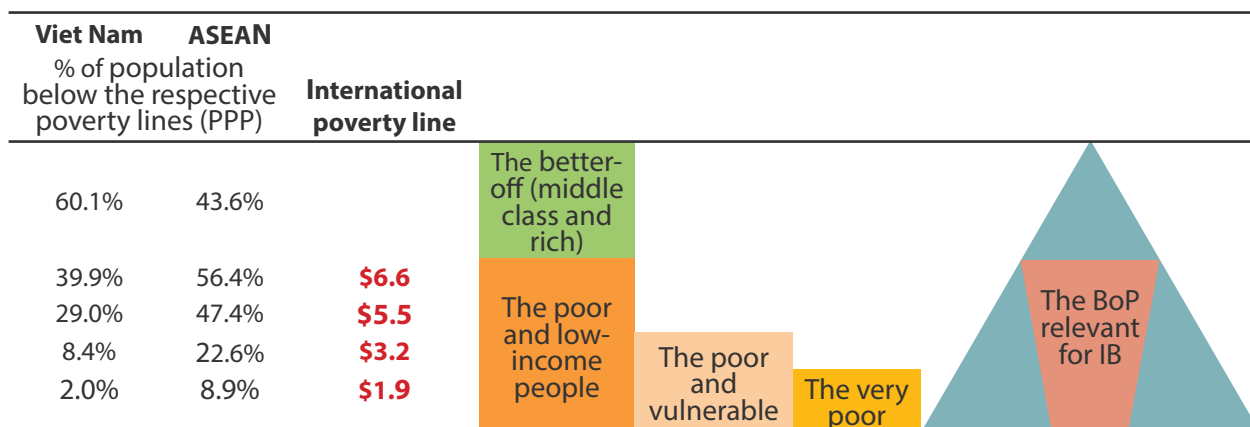 Viet Nam ASEAN
% of population
below the respective
poverty lines (PPP)
International
poverty line
60.1% 43.6%
The better-
off (middle
class and
rich)
39.9% 56.4% $6.6
29.0% 47.4% $5.5
8.4% 22.6% $3.2
2.0% 8.9% $1.9
The poor
and low-
income
people
The poor
and
vulnerable
The very
poor
The BoP
relevant
for IB